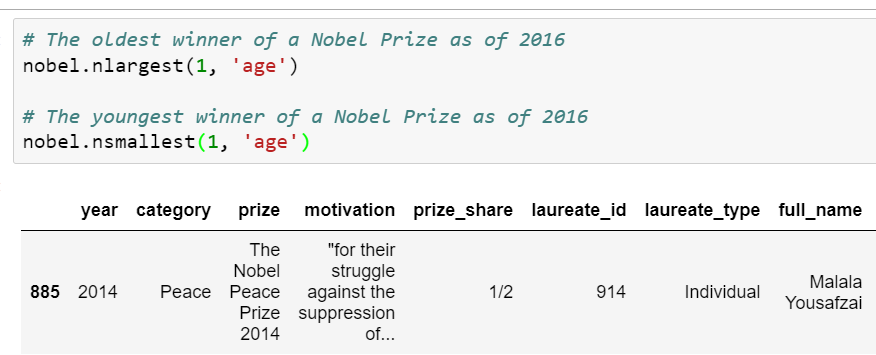 # The oldest winner of a Nobel Prize as of 2016
nobel.nlargest(1, 'age')
# The youngest winner of a Nobel Prize as of 2016
nobel.nsmallest(1, 'age')
year category prize motivation prize_share laureate_id laureate_type full_name
885 2014 Peace The Nobel Peace Prize 2014 "for their struggle against the suppression of... 1/2 914 Individual Malala Yousafzai